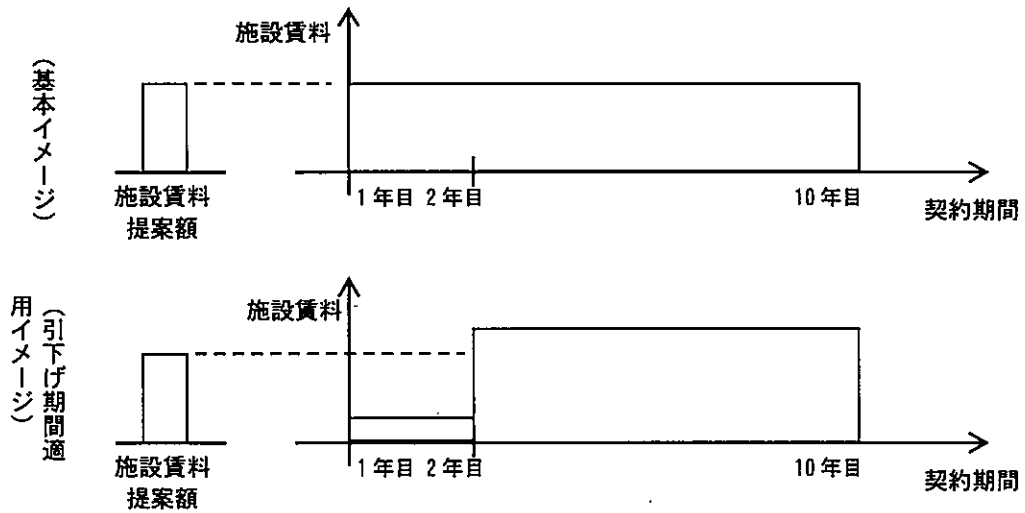 （基本イメージ）
施設賃料
施設賃料
提案額
1年目 2年目
10年目
契約期間
（引下げ期間適
用イメージ）
施設賃料
施設賃料
提案額
1年目 2年目
10年目
契約期間